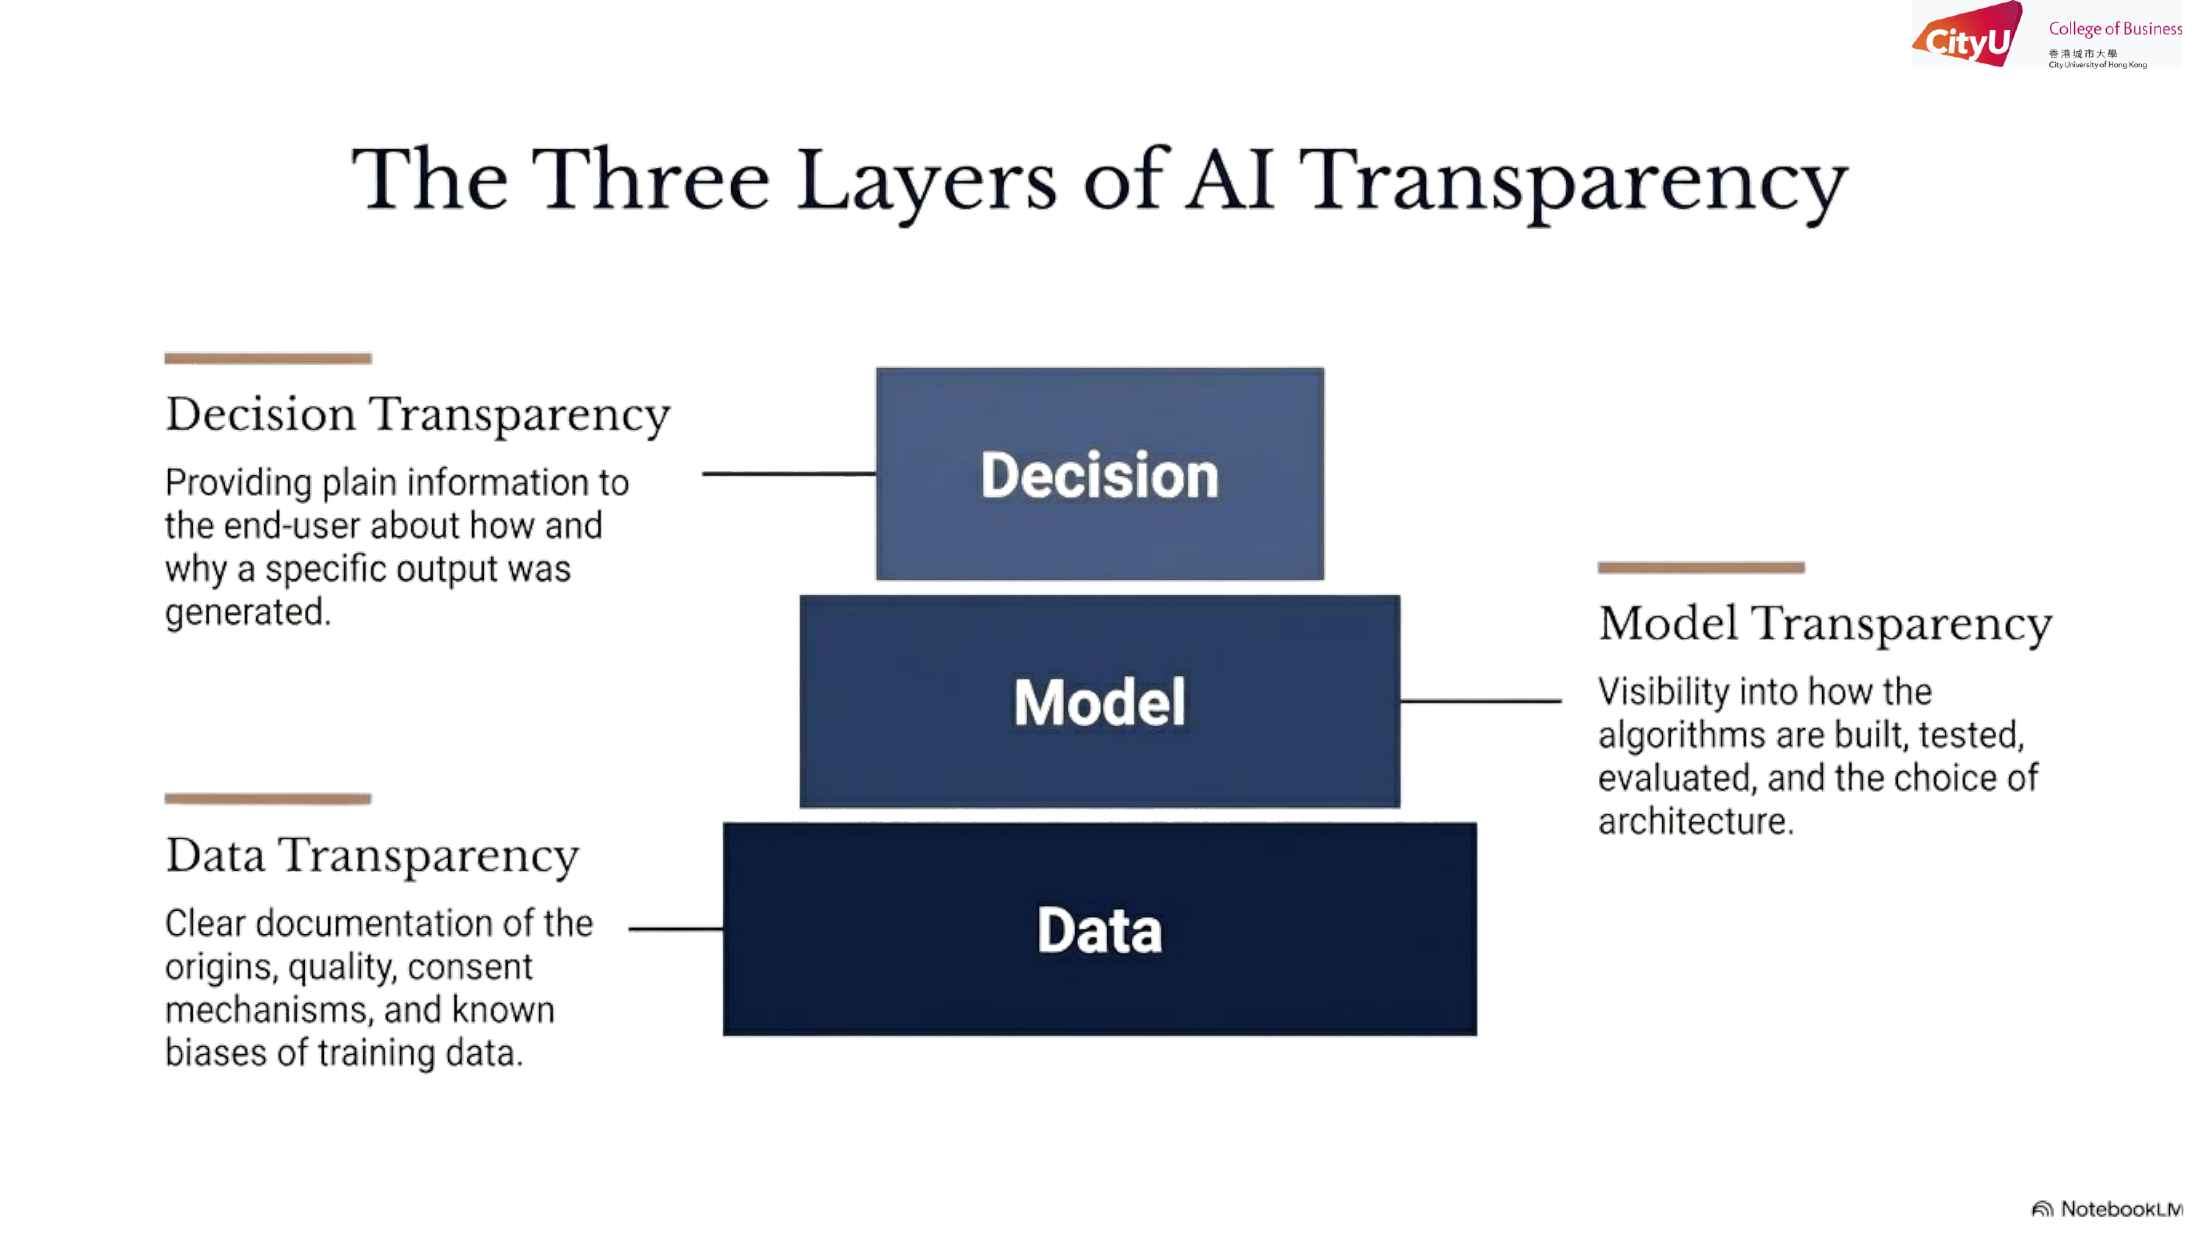 CityU
College of Business
香港城市大學
City University of Hong Kong
The Three Layers of AI Transparency
Decision Transparency
Providing plain information to
the end-user about how and
why a specific output was
generated.
Decision
Model
Model Transparency
Visibility into how the
algorithms are built, tested,
evaluated, and the choice of
architecture.
Data Transparency
Clear documentation of the
origins, quality, consent
mechanisms, and known
biases of training data.
Data
NotebookLM